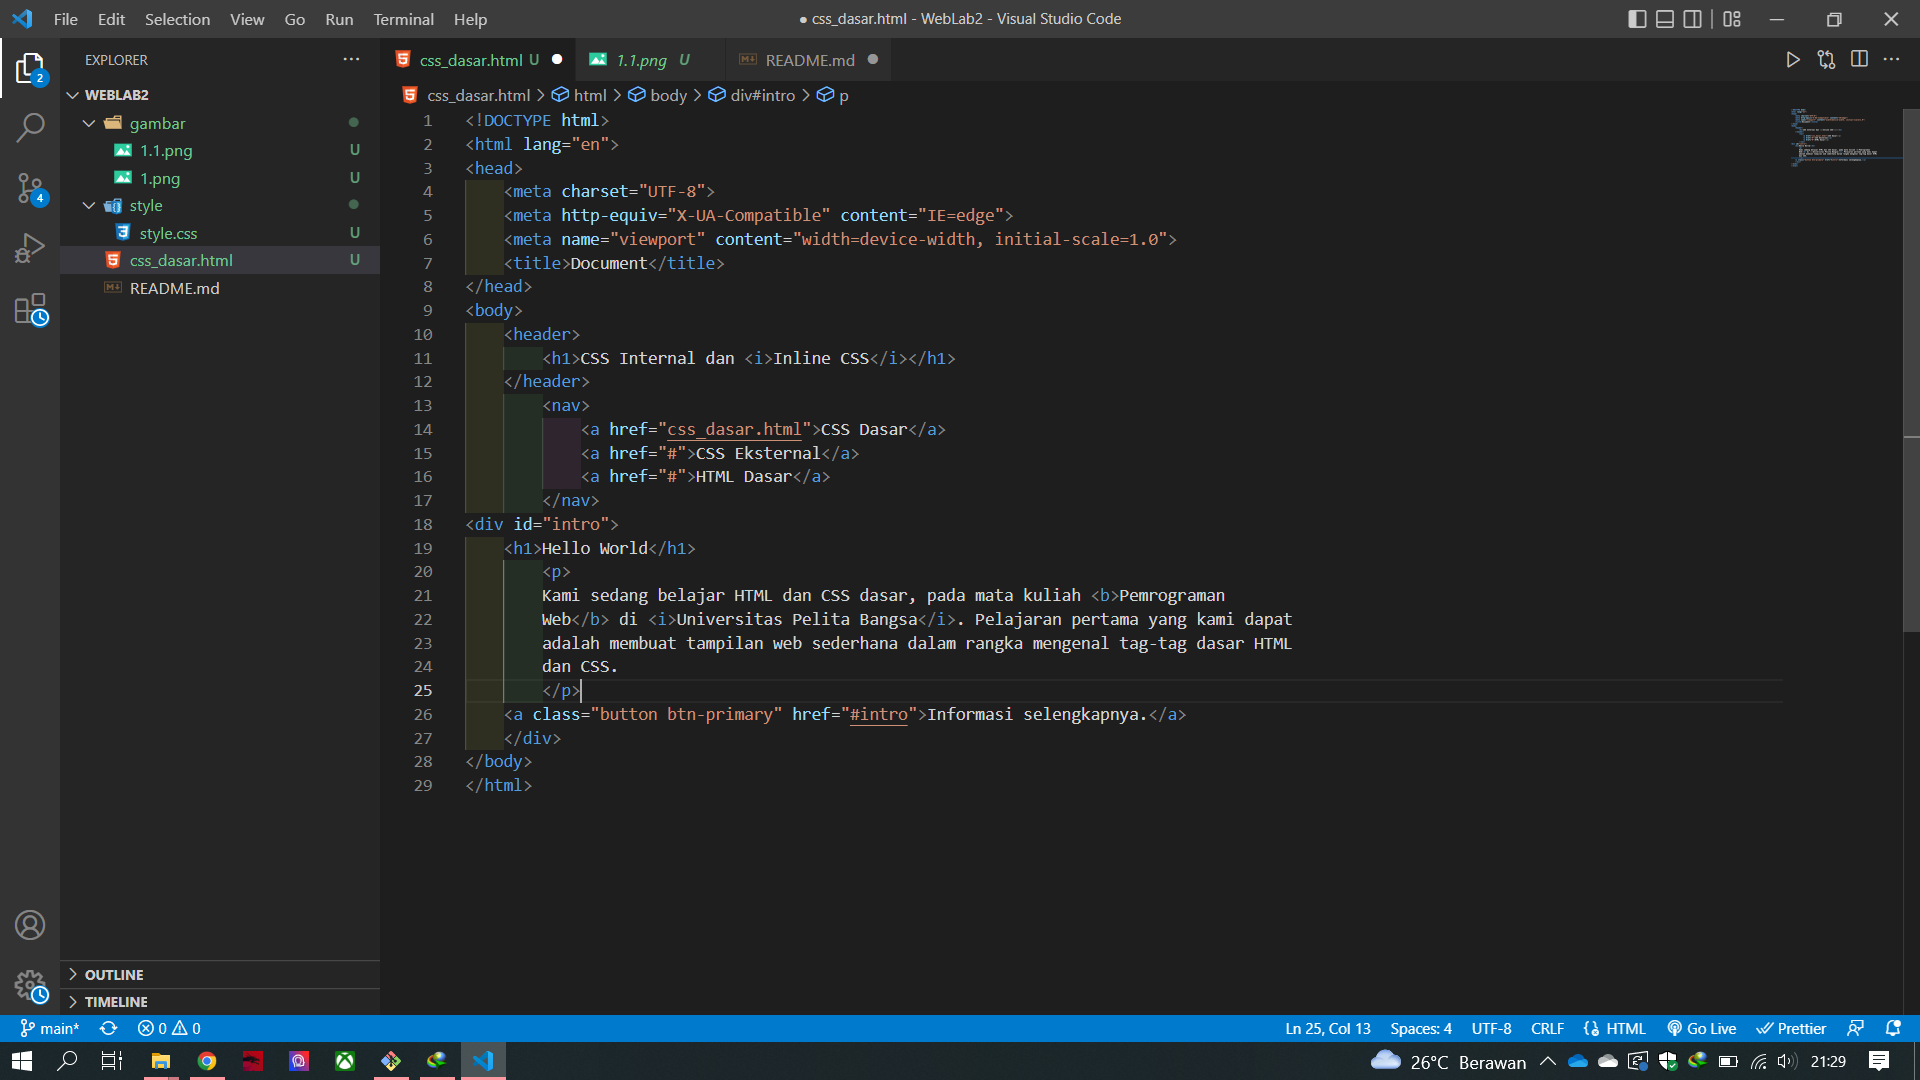 File Edit Selection View Go Run Terminal Help
● css_dasar.html - WebLab2 - Visual Studio Code
EXPLORER
WEBLAB2
gambar
1.1.png U
1.png U
style
style.css U
css_dasar.html U
README.md
OUTLINE
TIMELINE
2
4
css_dasar.html U
1.1.png U
README.md
css_dasar.html > html > body > div#intro > p
1 <!DOCTYPE html>
2 <html lang="en">
3 <head>
4 <meta charset="UTF-8">
5 <meta http-equiv="X-UA-Compatible" content="IE=edge">
6 <meta name="viewport" content="width=device-width, initial-scale=1.0">
7 <title>Document</title>
8 </head>
9 <body>
10 <header>
11 <h1>CSS Internal dan <i>Inline CSS</i></h1>
12 </header>
13 <nav>
14 <a href="css_dasar.html">CSS Dasar</a>
15 <a href="#">CSS Eksternal</a>
16 <a href="#">HTML Dasar</a>
17 </nav>
18 <div id="intro">
19 <h1>Hello World</h1>
20 <p>
21 Kami sedang belajar HTML dan CSS dasar, pada mata kuliah <b>Pemrograman
22 Web</b> di <i>Universitas Pelita Bangsa</i>. Pelajaran pertama yang kami dapat
23 adalah membuat tampilan web sederhana dalam rangka mengenal tag-tag dasar HTML
24 dan CSS.
25 </p>
26 <a class="button btn-primary" href="#intro">Informasi selengkapnya.</a>
27 </div>
28 </body>
29 </html>
main* 0 0
Ln 25, Col 13 Spaces: 4 UTF-8 CRLF HTML Go Live Prettier
26°C Berawan 21:29